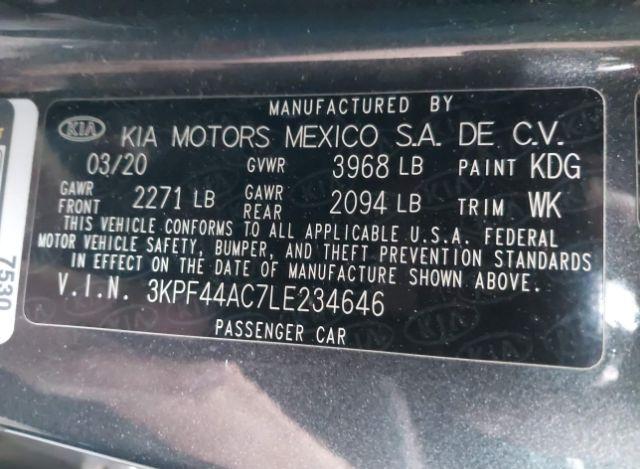 MANUFACTURED BY
KIA KIA MOTORS MEXICO S.A. DE C.V.
03/20 GVWR 3968 LB PAINT KDG
GAWR FRONT 2271 LB GAWR REAR 2094 LB TRIM WK
THIS VEHICLE CONFORMS TO ALL APPLICABLE U.S.A. FEDERAL
MOTOR VEHICLE SAFETY, BUMPER, AND THEFT PREVENTION STANDARDS
IN EFFECT ON THE DATE OF MANUFACTURE SHOWN ABOVE.
V.I.N. 3KPF44AC7LE234646
PASSENGER CAR
7530